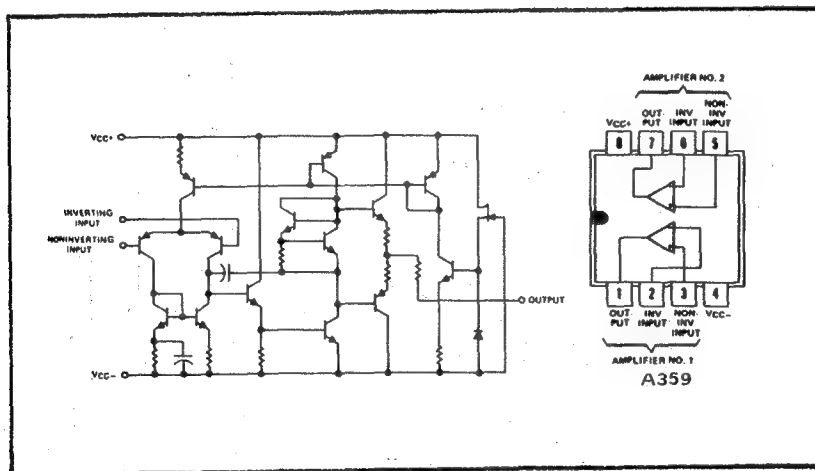 VCC+
INVERTING
INPUT
NONINVERTING
INPUT
OUTPUT
VCC-
AMPLIFIER NO. 2
VCC+
OUT-
PUT
INV
INPUT
NON-
INV
INPUT
8
7
6
5
1
2
3
4
OUT-
PUT
INV
INPUT
NON-
INV
INPUT
VCC-
AMPLIFIER NO. 1
A359